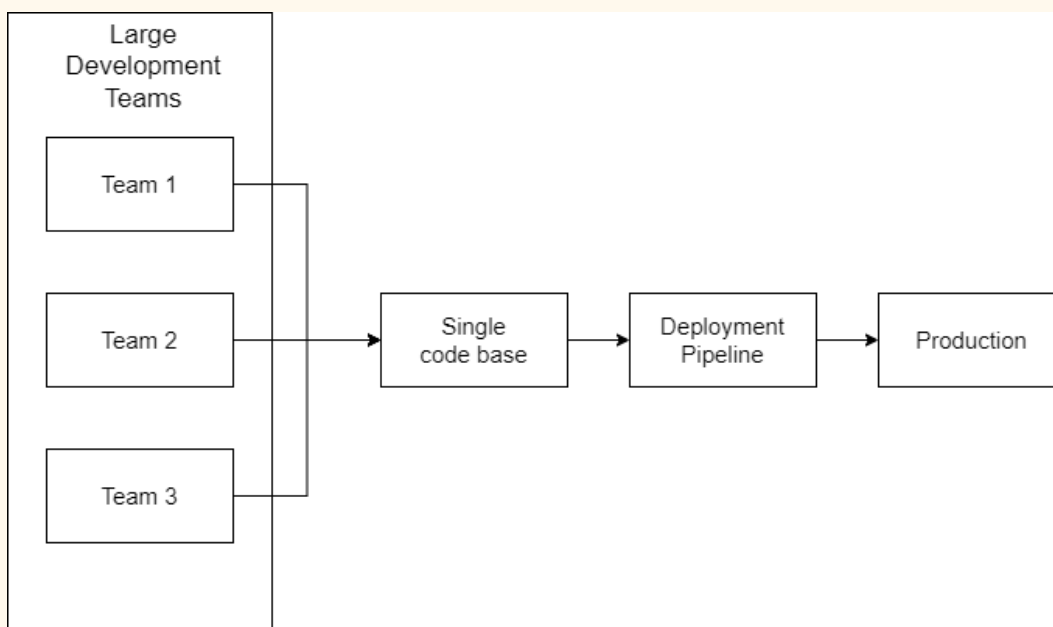 Large
Development
Teams
Team 1
Team 2
Team 3
Single
code base
Deployment
Pipeline
Production